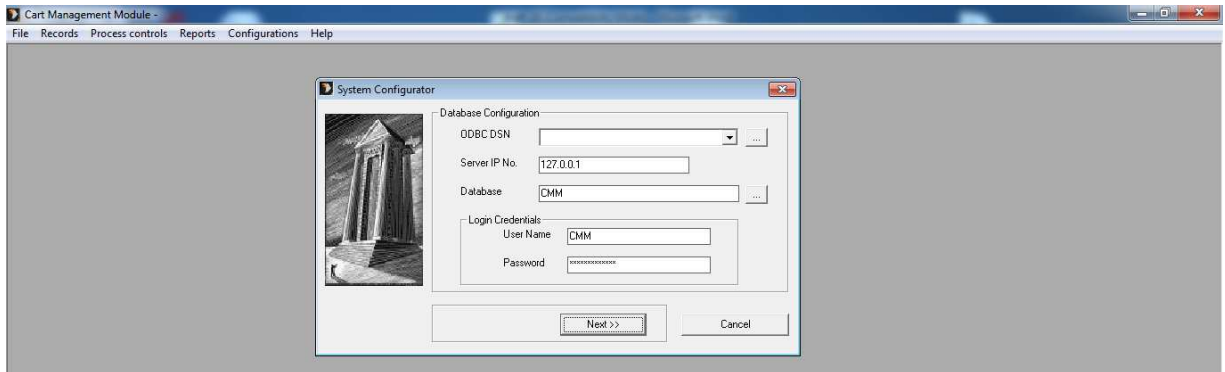 Cart Management Module -
File Records Process controls Reports Configurations Help
System Configurator
Database Configuration
ODBC DSN
...
Server IP No. 127.0.0.1
Database CMM ...
Login Credentials
User Name CMM
Password *************
Next >> Cancel